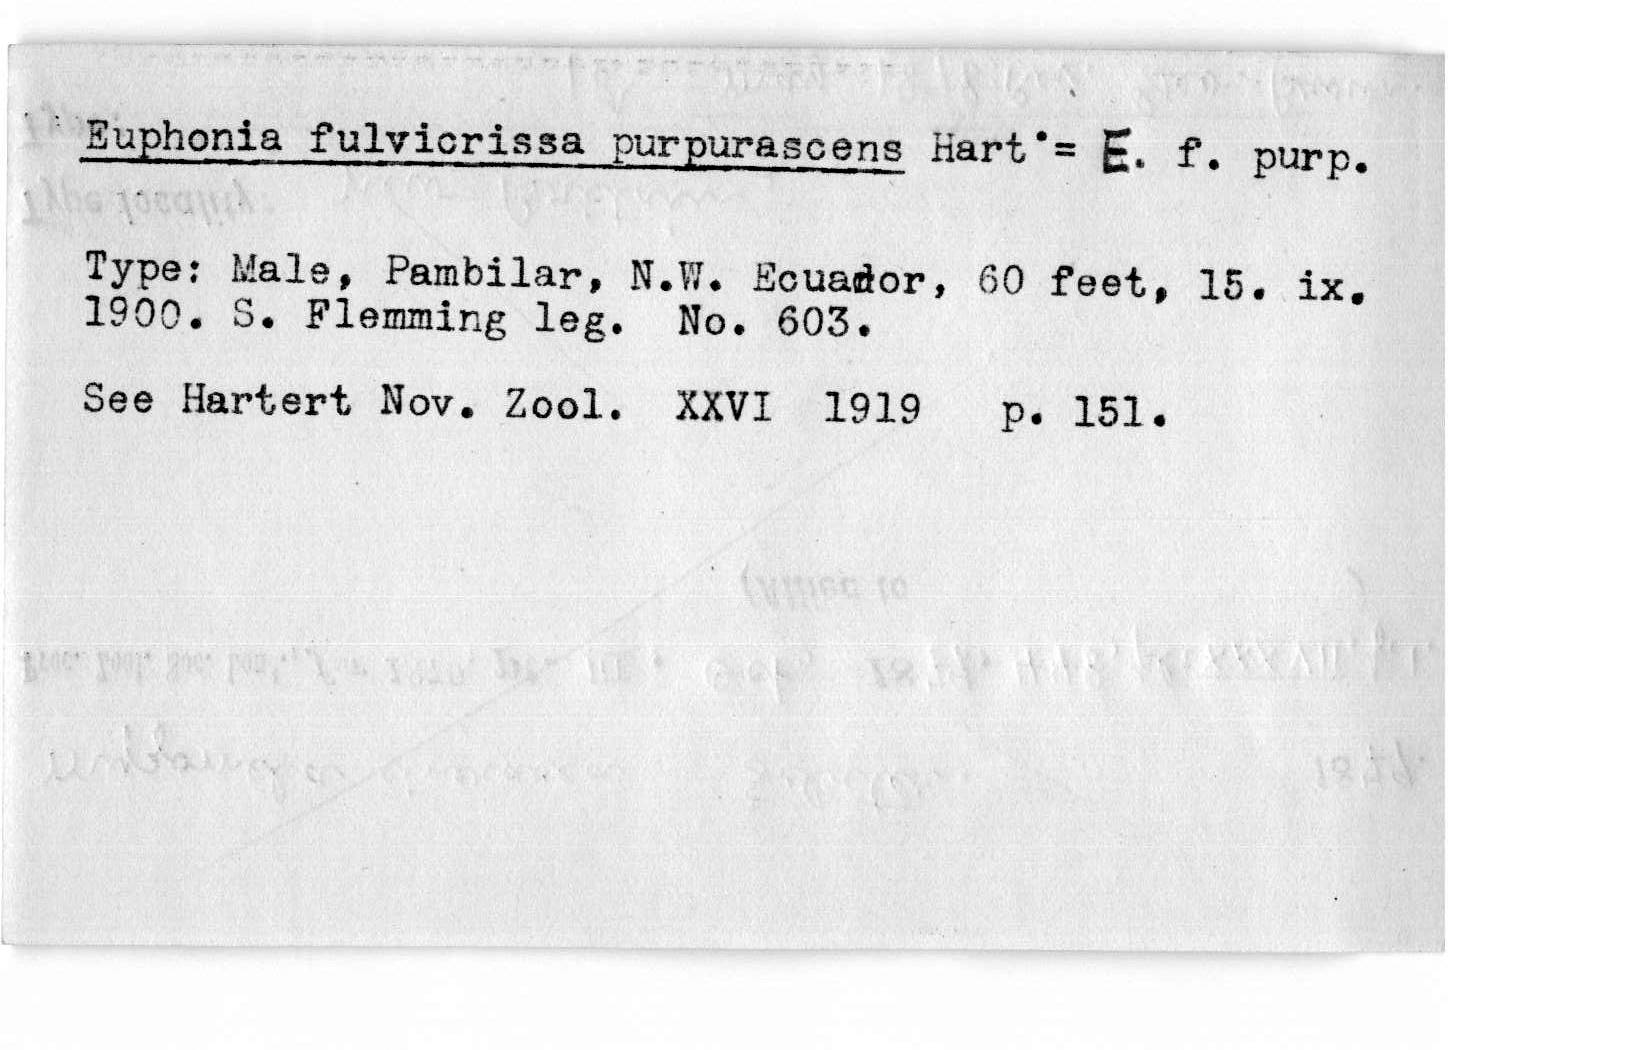 Euphonia fulvicrissa purpurascens Hart.= E. f. purp.
Type: Male, Pambilar, N.W. Ecuador, 60 feet, 15. ix.
1900. S. Flemming leg. No. 603.
See Hartert Nov. Zool. XXVI 1919 p. 151.